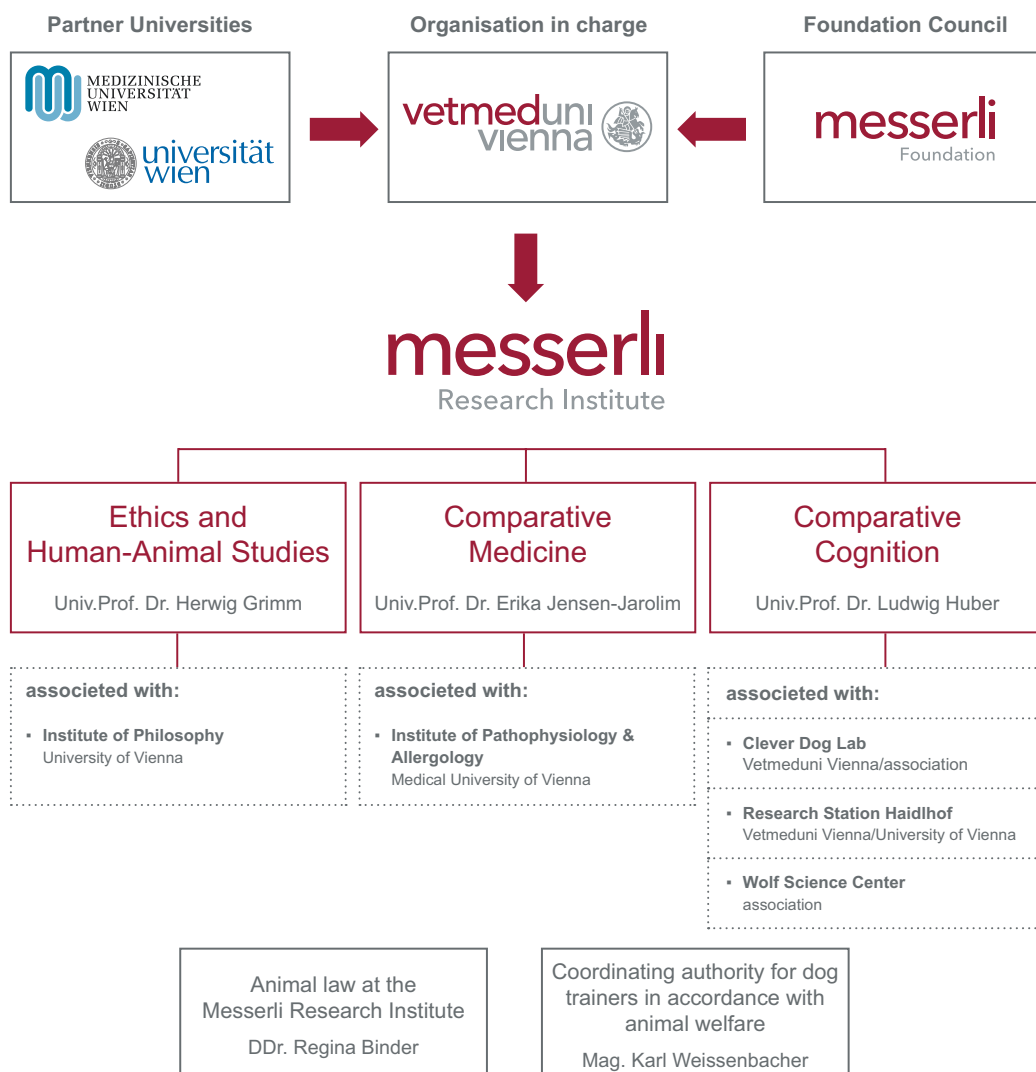 Partner Universities
Organisation in charge
Foundation Council
MEDIZINISCHE
UNIVERSITÄT
WIEN
universität
wien
vetmeduni
vienna
messerli
Foundation
messerli
Research Institute
Ethics and
Human-Animal Studies
Univ.Prof. Dr. Herwig Grimm
Comparative
Medicine
Univ.Prof. Dr. Erika Jensen-Jarolim
Comparative
Cognition
Univ.Prof. Dr. Ludwig Huber
associeted with:
▪ Institute of Philosophy
University of Vienna
associeted with:
▪ Institute of Pathophysiology &
Allergology
Medical University of Vienna
associeted with:
▪ Clever Dog Lab
Vetmeduni Vienna/association
▪ Research Station Haidlhof
Vetmeduni Vienna/University of Vienna
▪ Wolf Science Center
association
Animal law at the
Messerli Research Institute
DDr. Regina Binder
Coordinating authority for dog
trainers in accordance with
animal welfare
Mag. Karl Weissenbacher